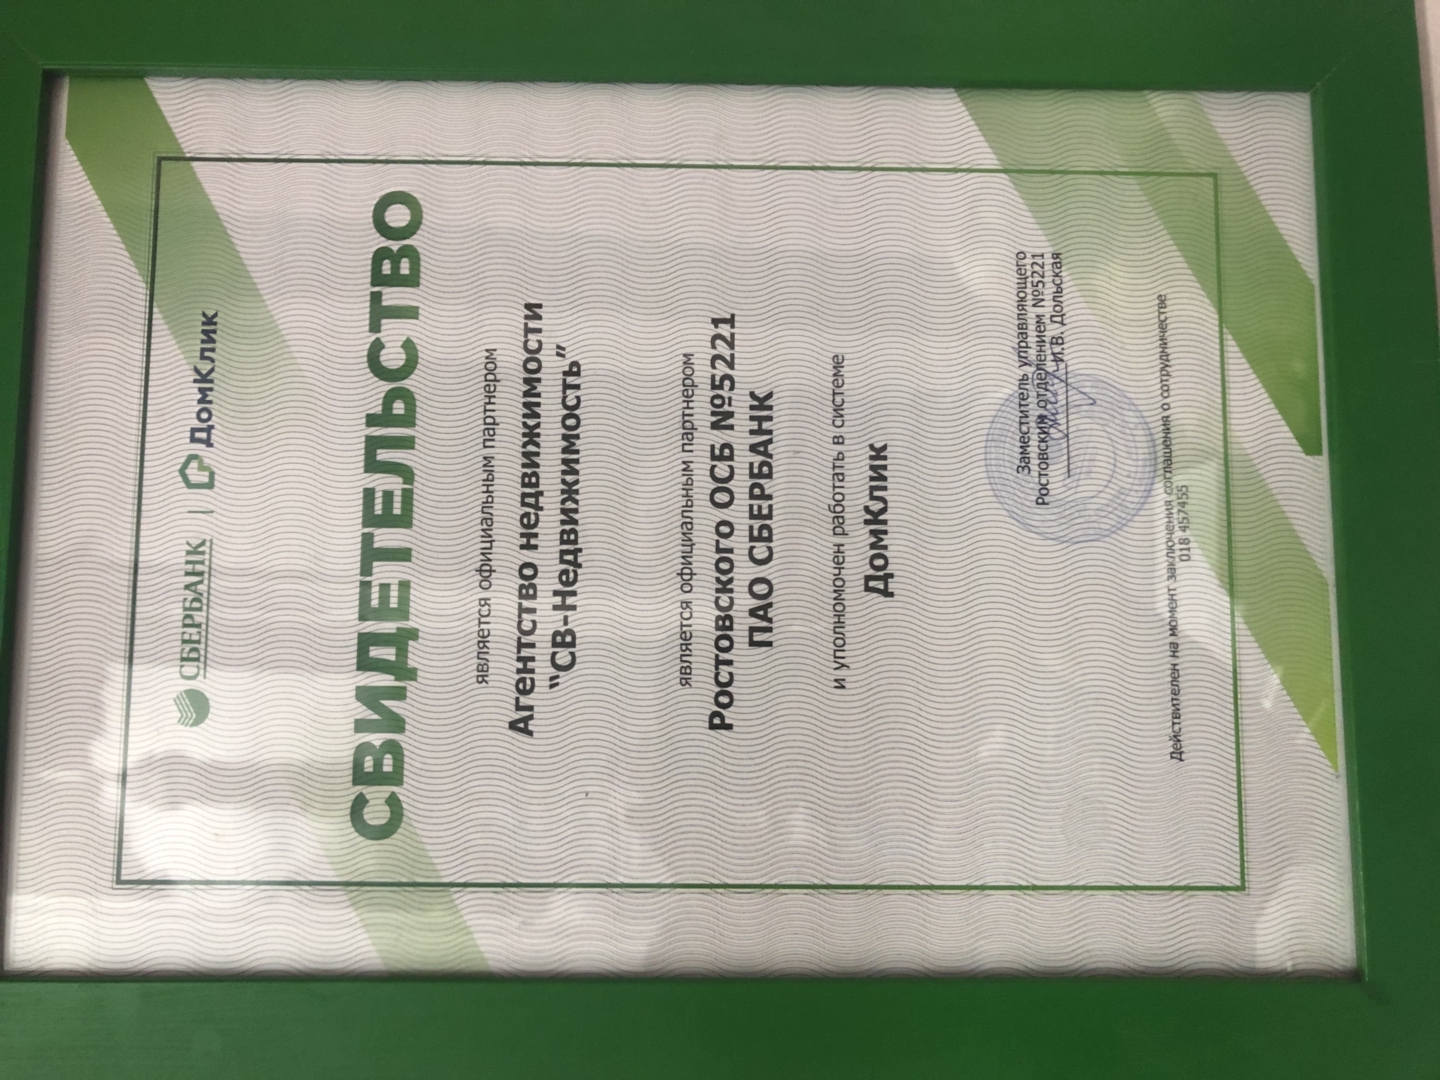 СБЕРБАНК | ДомКлик
СВИДЕТЕЛЬСТВО
является официальным партнером
Агентство недвижимости
"СВ-Недвижимость"
является официальным партнером
Ростовского ОСБ №5221
ПАО СБЕРБАНК
и уполномочен работать в системе
ДомКлик
Заместитель управляющего
Ростовским отделением №5221
И.В. Дольская
Действителен на момент заключения соглашения о сотрудничестве
018 457455